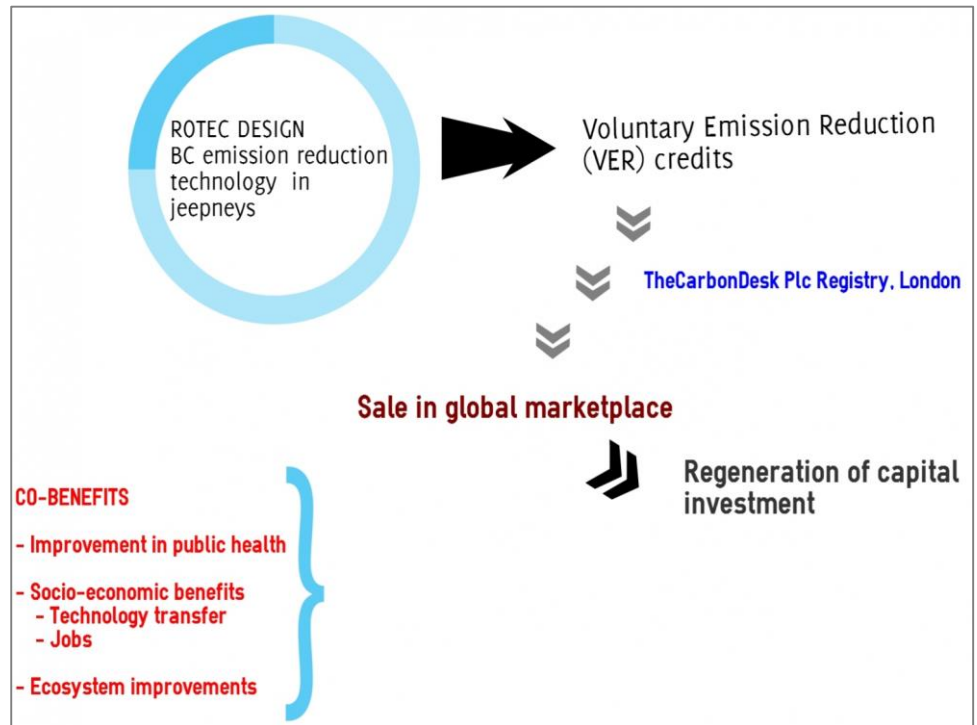 ROTEC DESIGN
BC emission reduction
technology in
jeepneys
Voluntary Emission Reduction
(VER) credits
TheCarbonDesk Plc Registry, London
Sale in global marketplace
Regeneration of capital
investment
CO-BENEFITS
- Improvement in public health
- Socio-economic benefits
- Technology transfer
- Jobs
- Ecosystem improvements